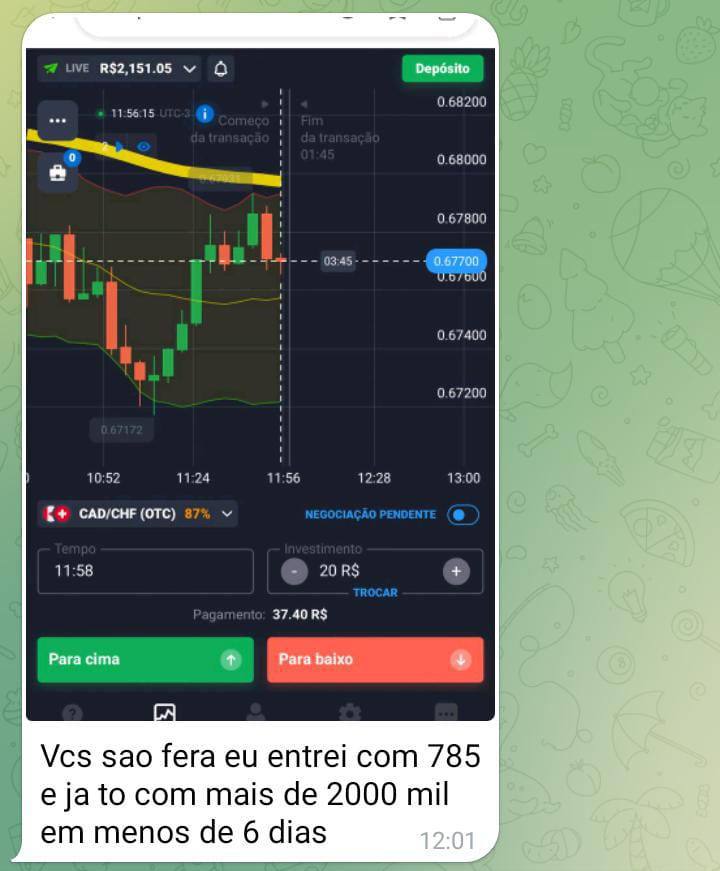 LIVE R$2,151.05
Depósito
11:56:15 UTC-3
Começo
da transação
Fim
da transação
01:45
2
0
0.67931
0.68200
0.68000
0.67800
03:45
0.67700
0.67600
0.67400
0.67200
0.67172
10:52 11:24 11:56 12:28 13:00
CAD/CHF (OTC) 87%
NEGOCIAÇÃO PENDENTE
Tempo
11:58
Investimento
- 20 R$ +
TROCAR
Pagamento: 37.40 R$
Para cima
Para baixo
Vcs sao fera eu entrei com 785
e ja to com mais de 2000 mil
em menos de 6 dias
12:01